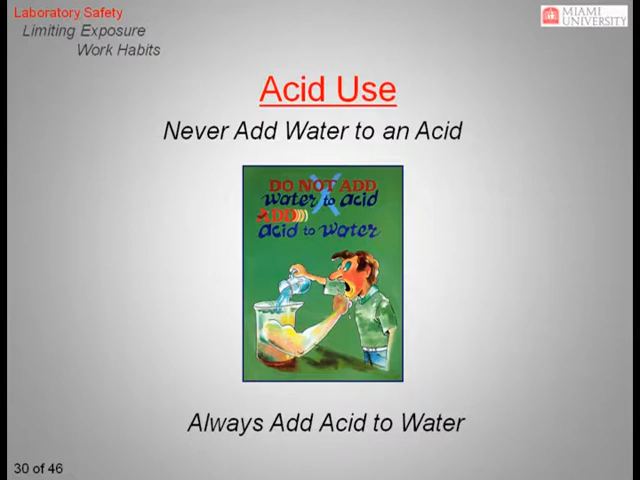 Laboratory Safety
Limiting Exposure
Work Habits
MIAMI
UNIVERSITY
Acid Use
Never Add Water to an Acid
DO NOT ADD
water to acid
ADD
acid to water
Always Add Acid to Water
30 of 46